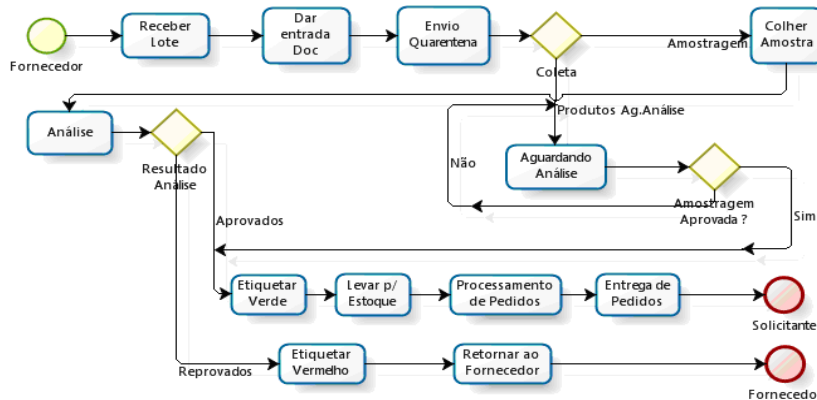 Fornecedor
Receber
Lote
Dar
entrada
Doc
Envio
Quarentena
Coleta
Amostragem
Colher
Amostra
Análise
Resultado
Análise
Produtos Ag.Análise
Aguardando
Análise
Não
Amostragem
Aprovada ?
Sim
Aprovados
Etiquetar
Verde
Levar p/
Estoque
Processamento
de Pedidos
Entrega de
Pedidos
Solicitante
Reprovados
Etiquetar
Vermelho
Retornar ao
Fornecedor
Fornecedo